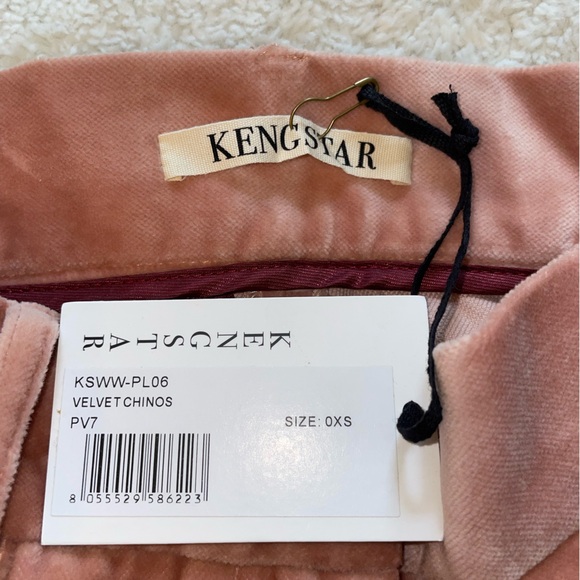 KENGSTAR
KENGSTAR
KSWW-PL06
VELVET CHINOS
PV7
SIZE: 0XS
8 055529 586223